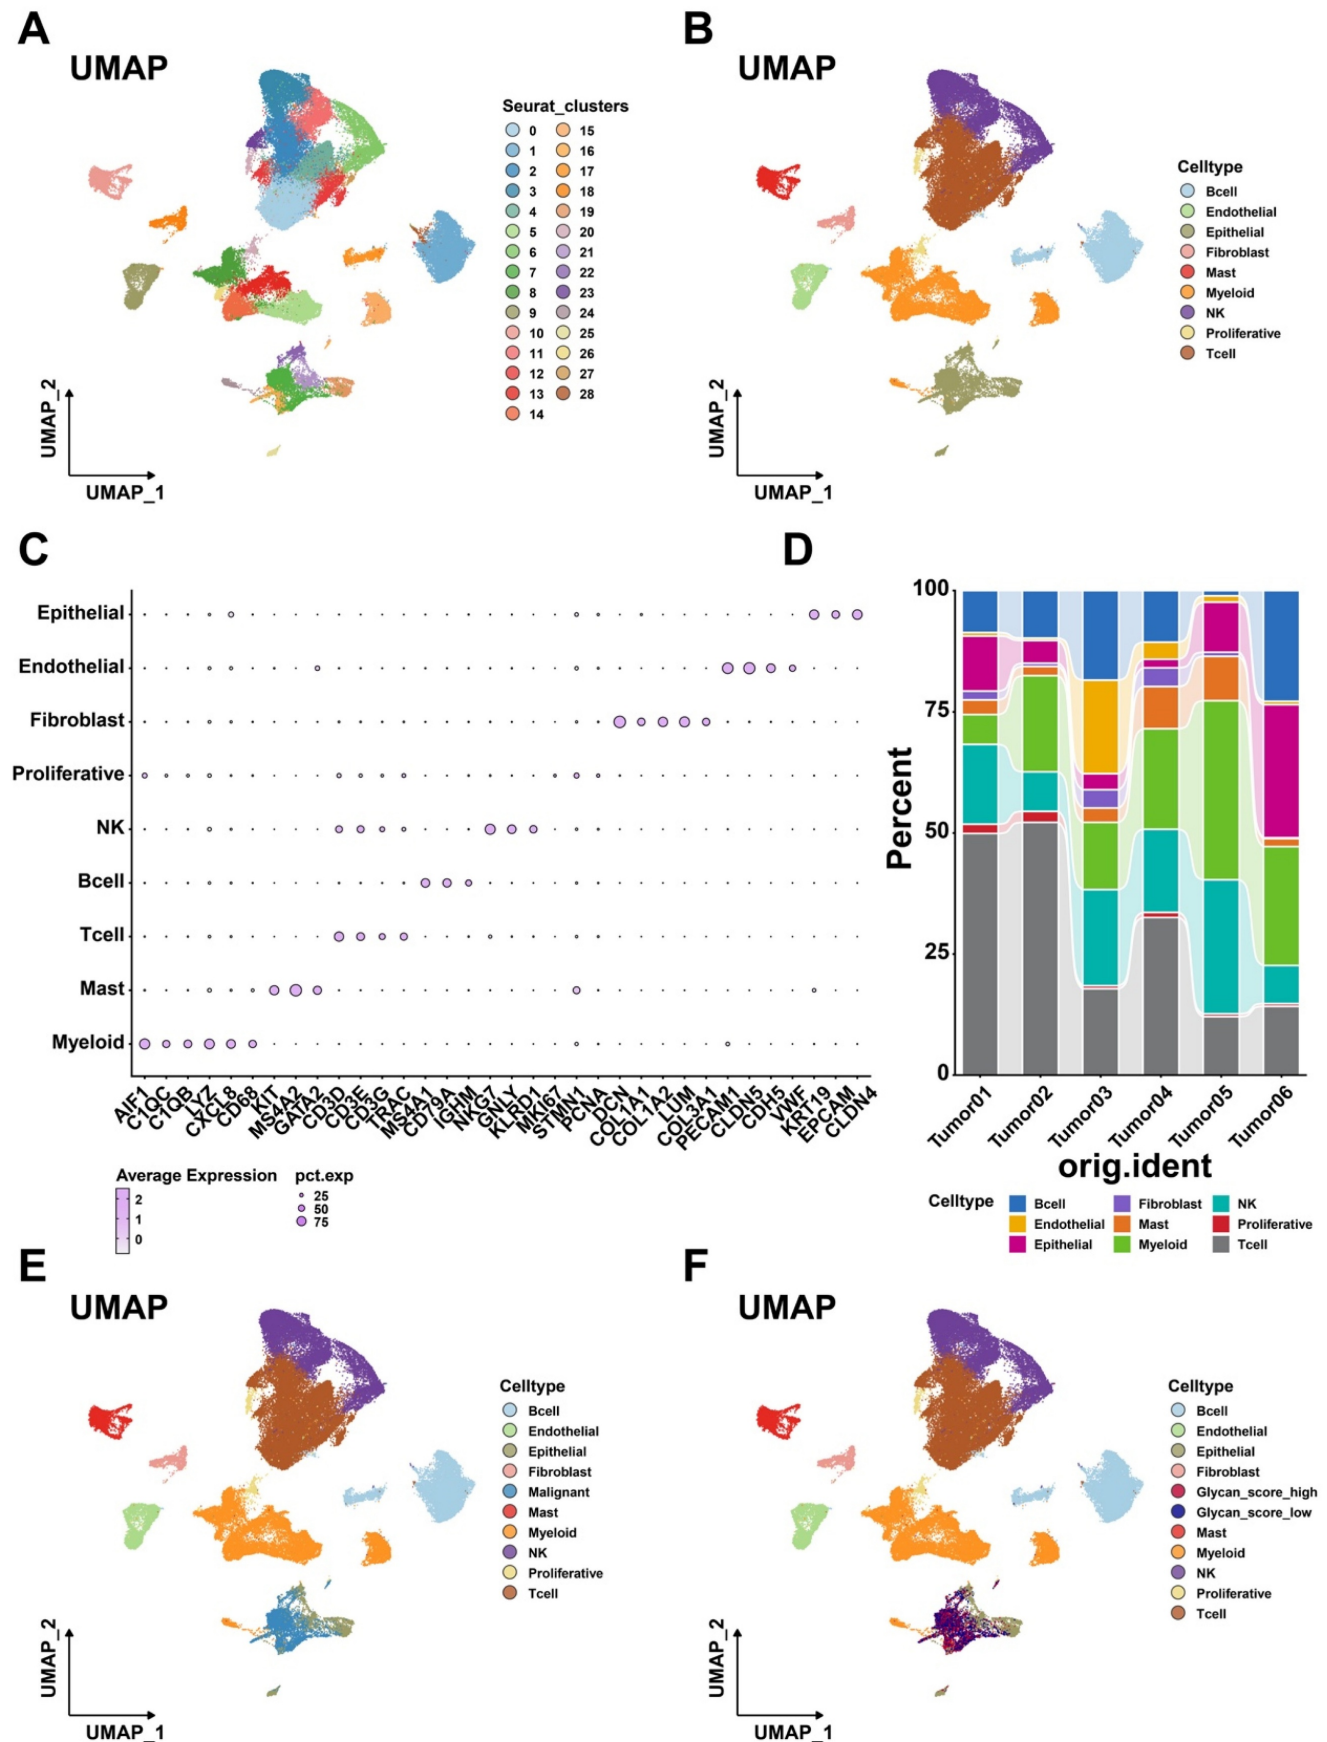 A
UMAP
Seurat_clusters
0
1
2
3
4
5
6
7
8
9
10
11
12
13
14
15
16
17
18
19
20
21
22
23
24
25
26
27
28
UMAP_2
UMAP_1
B
UMAP
Celltype
Bcell
Endothelial
Epithelial
Fibroblast
Mast
Myeloid
NK
Proliferative
Tcell
UMAP_2
UMAP_1
C
Epithelial
Endothelial
Fibroblast
Proliferative
NK
Bcell
Tcell
Mast
Myeloid
AIF1
C1QC
C1QB
LYZ
CXCL8
CD68
KIT
MS4A2
GATA2
CD3D
CD3E
CD3G
TRAC
MS4A1
CD79A
IGHM
NKG7
GNLY
KLRD1
MKI67
STMN1
PCNA
DCN
COL1A1
COL1A2
LUM
COL3A1
PECAM1
CLDN5
CDH5
VWF
KRT19
EPCAM
CLDN4
Average Expression
2
1
0
pct.exp
25
50
75
D
Percent
100
75
50
25
0
Tumor01
Tumor02
Tumor03
Tumor04
Tumor05
Tumor06
orig.ident
Celltype
Bcell
Endothelial
Epithelial
Fibroblast
Mast
Myeloid
NK
Proliferative
Tcell
E
UMAP
Celltype
Bcell
Endothelial
Epithelial
Fibroblast
Malignant
Mast
Myeloid
NK
Proliferative
Tcell
UMAP_2
UMAP_1
F
UMAP
Celltype
Bcell
Endothelial
Epithelial
Fibroblast
Glycan_score_high
Glycan_score_low
Mast
Myeloid
NK
Proliferative
Tcell
UMAP_2
UMAP_1